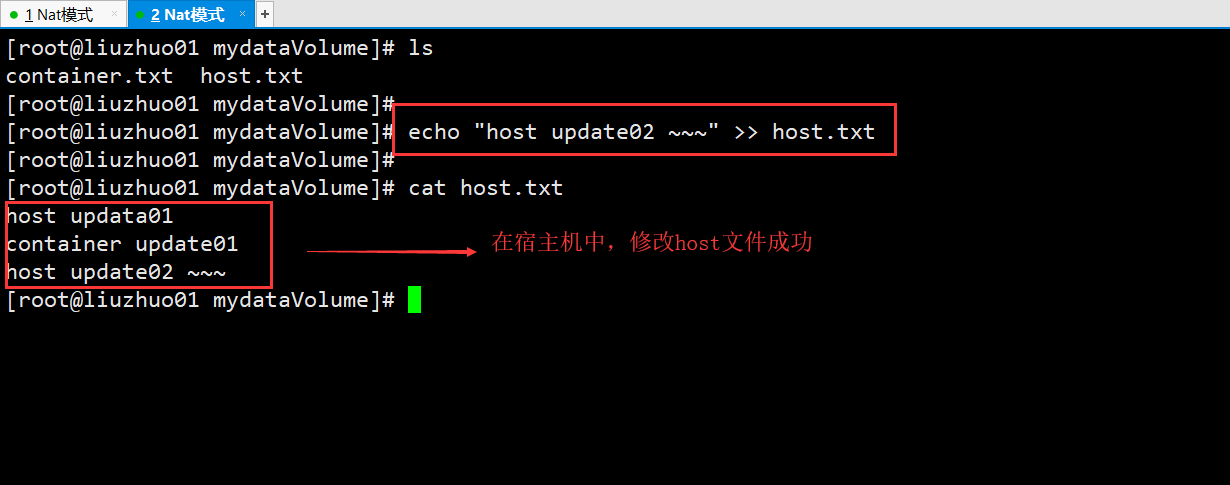 1 Nat模式 × 2 Nat模式 × +
[root@liuzhuo01 mydataVolume]# ls
container.txt  host.txt
[root@liuzhuo01 mydataVolume]#
[root@liuzhuo01 mydataVolume]# echo "host update02 ~~~" >> host.txt
[root@liuzhuo01 mydataVolume]#
[root@liuzhuo01 mydataVolume]# cat host.txt
host updata01
container update01
在宿主机中，修改host文件成功
host update02 ~~~
[root@liuzhuo01 mydataVolume]#